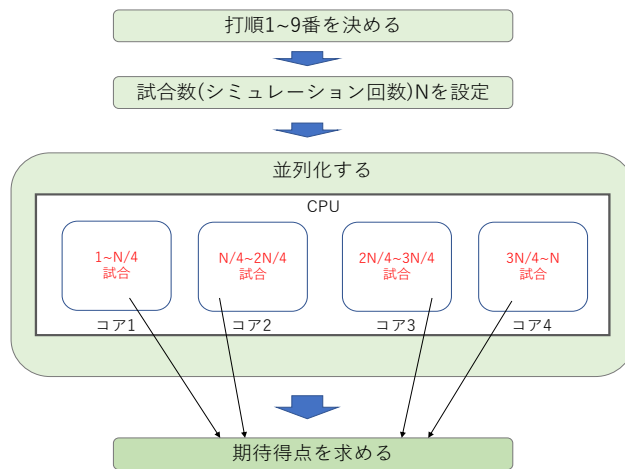 打順1~9番を決める
試合数(シミュレーション回数)Nを設定
並列化する
CPU
1~N/4
試合
N/4~2N/4
試合
2N/4~3N/4
試合
3N/4~N
試合
コア1
コア2
コア3
コア4
期待得点を求める